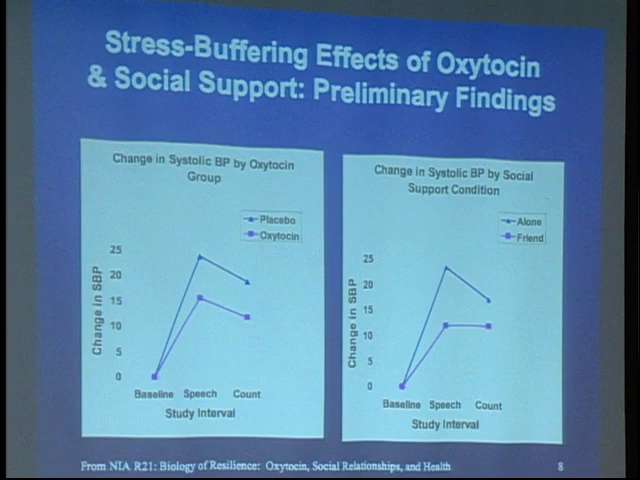 Stress-Buffering Effects of Oxytocin
& Social Support: Preliminary Findings
Change in Systolic BP by Oxytocin
Group
Placebo
Oxytocin
25
20
15
10
5
0
Change in SBP
Baseline Speech Count
Study Interval
Change in Systolic BP by Social
Support Condition
Alone
Friend
25
20
15
10
5
0
Change in SBP
Baseline Speech Count
Study Interval
From NIA R21: Biology of Resilience: Oxytocin, Social Relationships, and Health
8